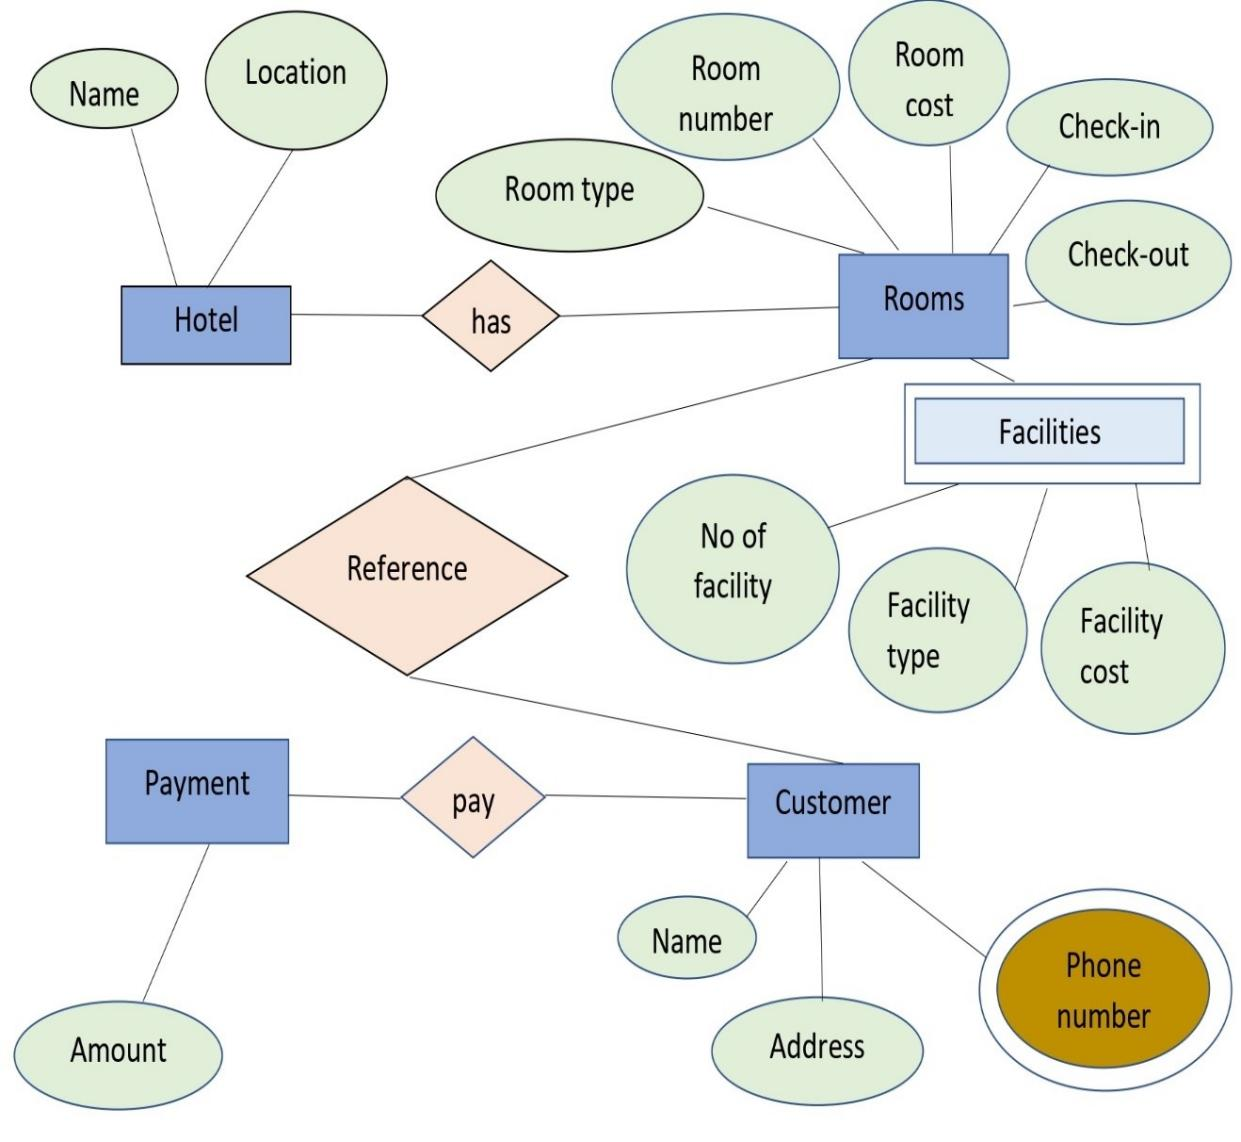 Name
Location
Room
number
Room
cost
Check-in
Room type
Check-out
Hotel
has
Rooms
Facilities
Reference
No of
facility
Facility
type
Facility
cost
Payment
pay
Customer
Name
Phone
number
Amount
Address